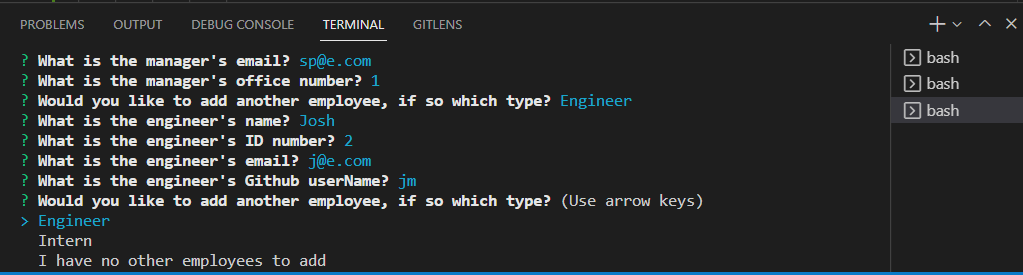 PROBLEMS OUTPUT DEBUG CONSOLE TERMINAL GITLENS
? What is the manager's email? sp@e.com
? What is the manager's office number? 1
? Would you like to add another employee, if so which type? Engineer
? What is the engineer's name? Josh
? What is the engineer's ID number? 2
? What is the engineer's email? j@e.com
? What is the engineer's Github userName? jm
? Would you like to add another employee, if so which type? (Use arrow keys)
> Engineer
Intern
I have no other employees to add
bash
bash
bash